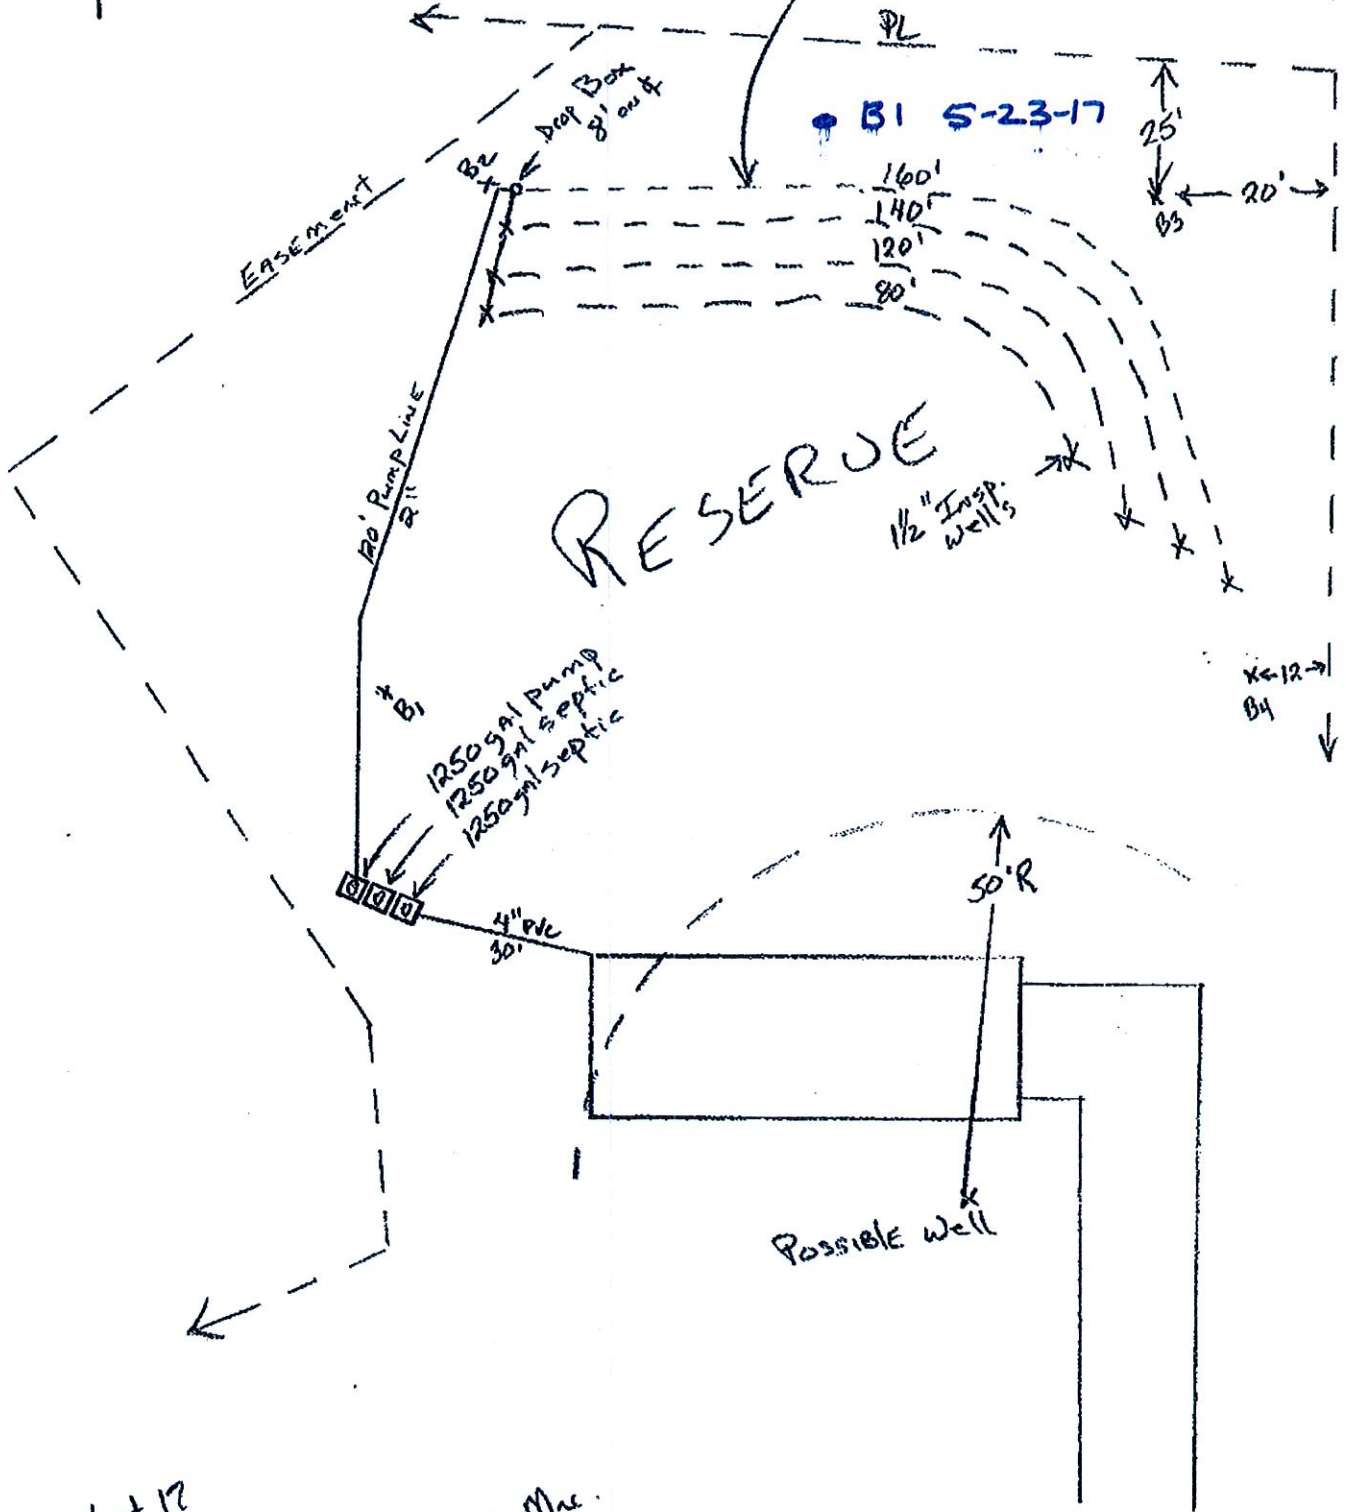 PL
Drop Box
8' on ¢
B1 5-23-17
25'
B2
160'
20'
B3
140'
120'
80'
EASEMENT
120' Pump Line
2"
RESERVE
1½" Insp.
Well's
12
B4
B1
1250 gal pump
1250 gal septic
1250 gal septic
50'R
4" PVC
30'
Possible Well